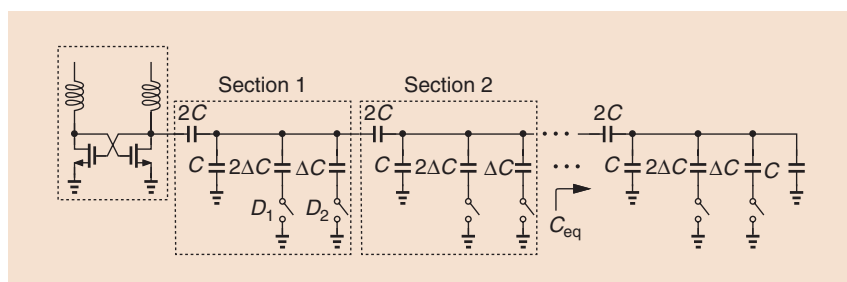 Section 1
Section 2
2C
2C
2C
C 2ΔC ΔC
C 2ΔC ΔC
C 2ΔC ΔC C
D1 D2
Ceq